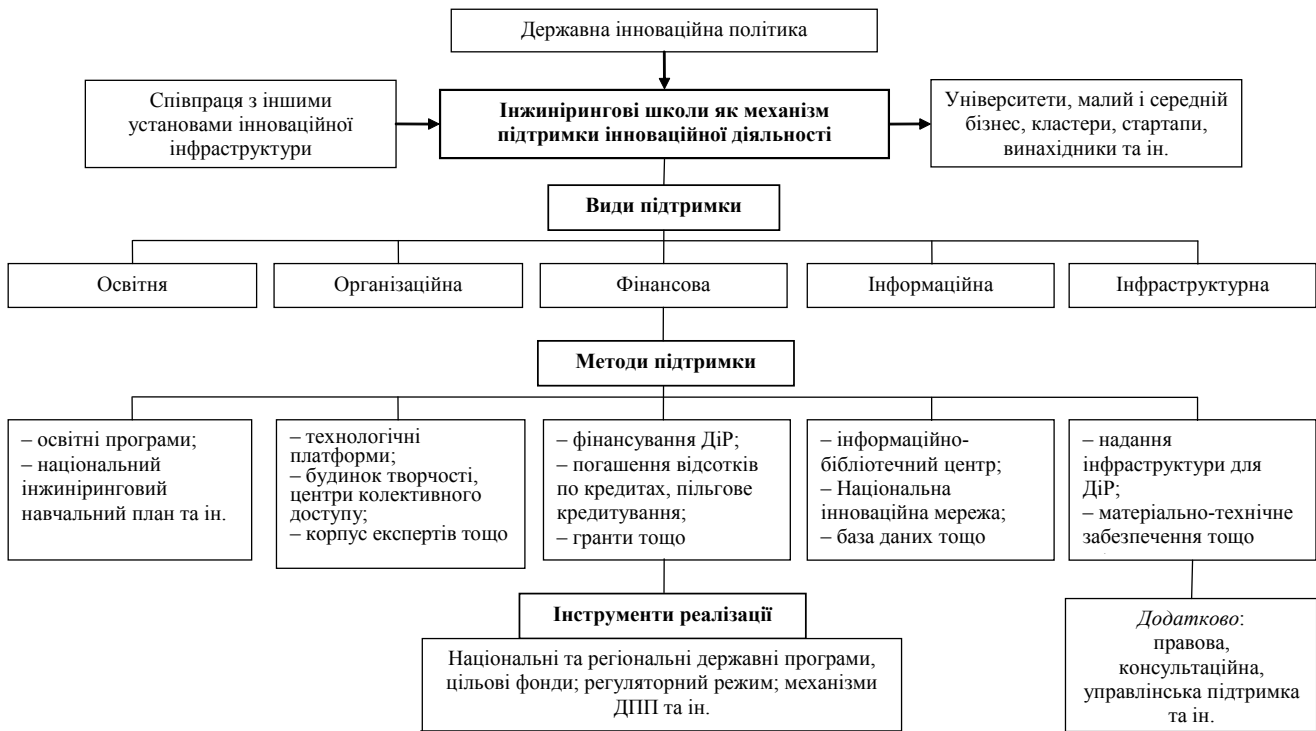 Державна інноваційна політика
Співпраця з іншими
установами інноваційної
інфраструктури
Інжинірингові школи як механізм
підтримки інноваційної діяльності
Університети, малий і середній
бізнес, кластери, стартапи,
винахідники та ін.
Види підтримки
Освітня
Організаційна
Фінансова
Інформаційна
Інфраструктурна
Методи підтримки
– освітні програми;
– національний
інжиніринговий
навчальний план та ін.
– технологічні
платформи;
– будинок творчості,
центри колективного
доступу;
– корпус експертів тощо
– фінансування ДіР;
– погашення відсотків
по кредитах, пільгове
кредитування;
– гранти тощо
– інформаційно-
бібліотечний центр;
– Національна
інноваційна мережа;
– база даних тощо
– надання
інфраструктури для
ДіР;
– матеріально-технічне
забезпечення тощо
Інструменти реалізації
Національні та регіональні державні програми,
цільові фонди; регуляторний режим; механізми
ДПП та ін.
Додатково:
правова,
консультаційна,
управлінська підтримка
та ін.